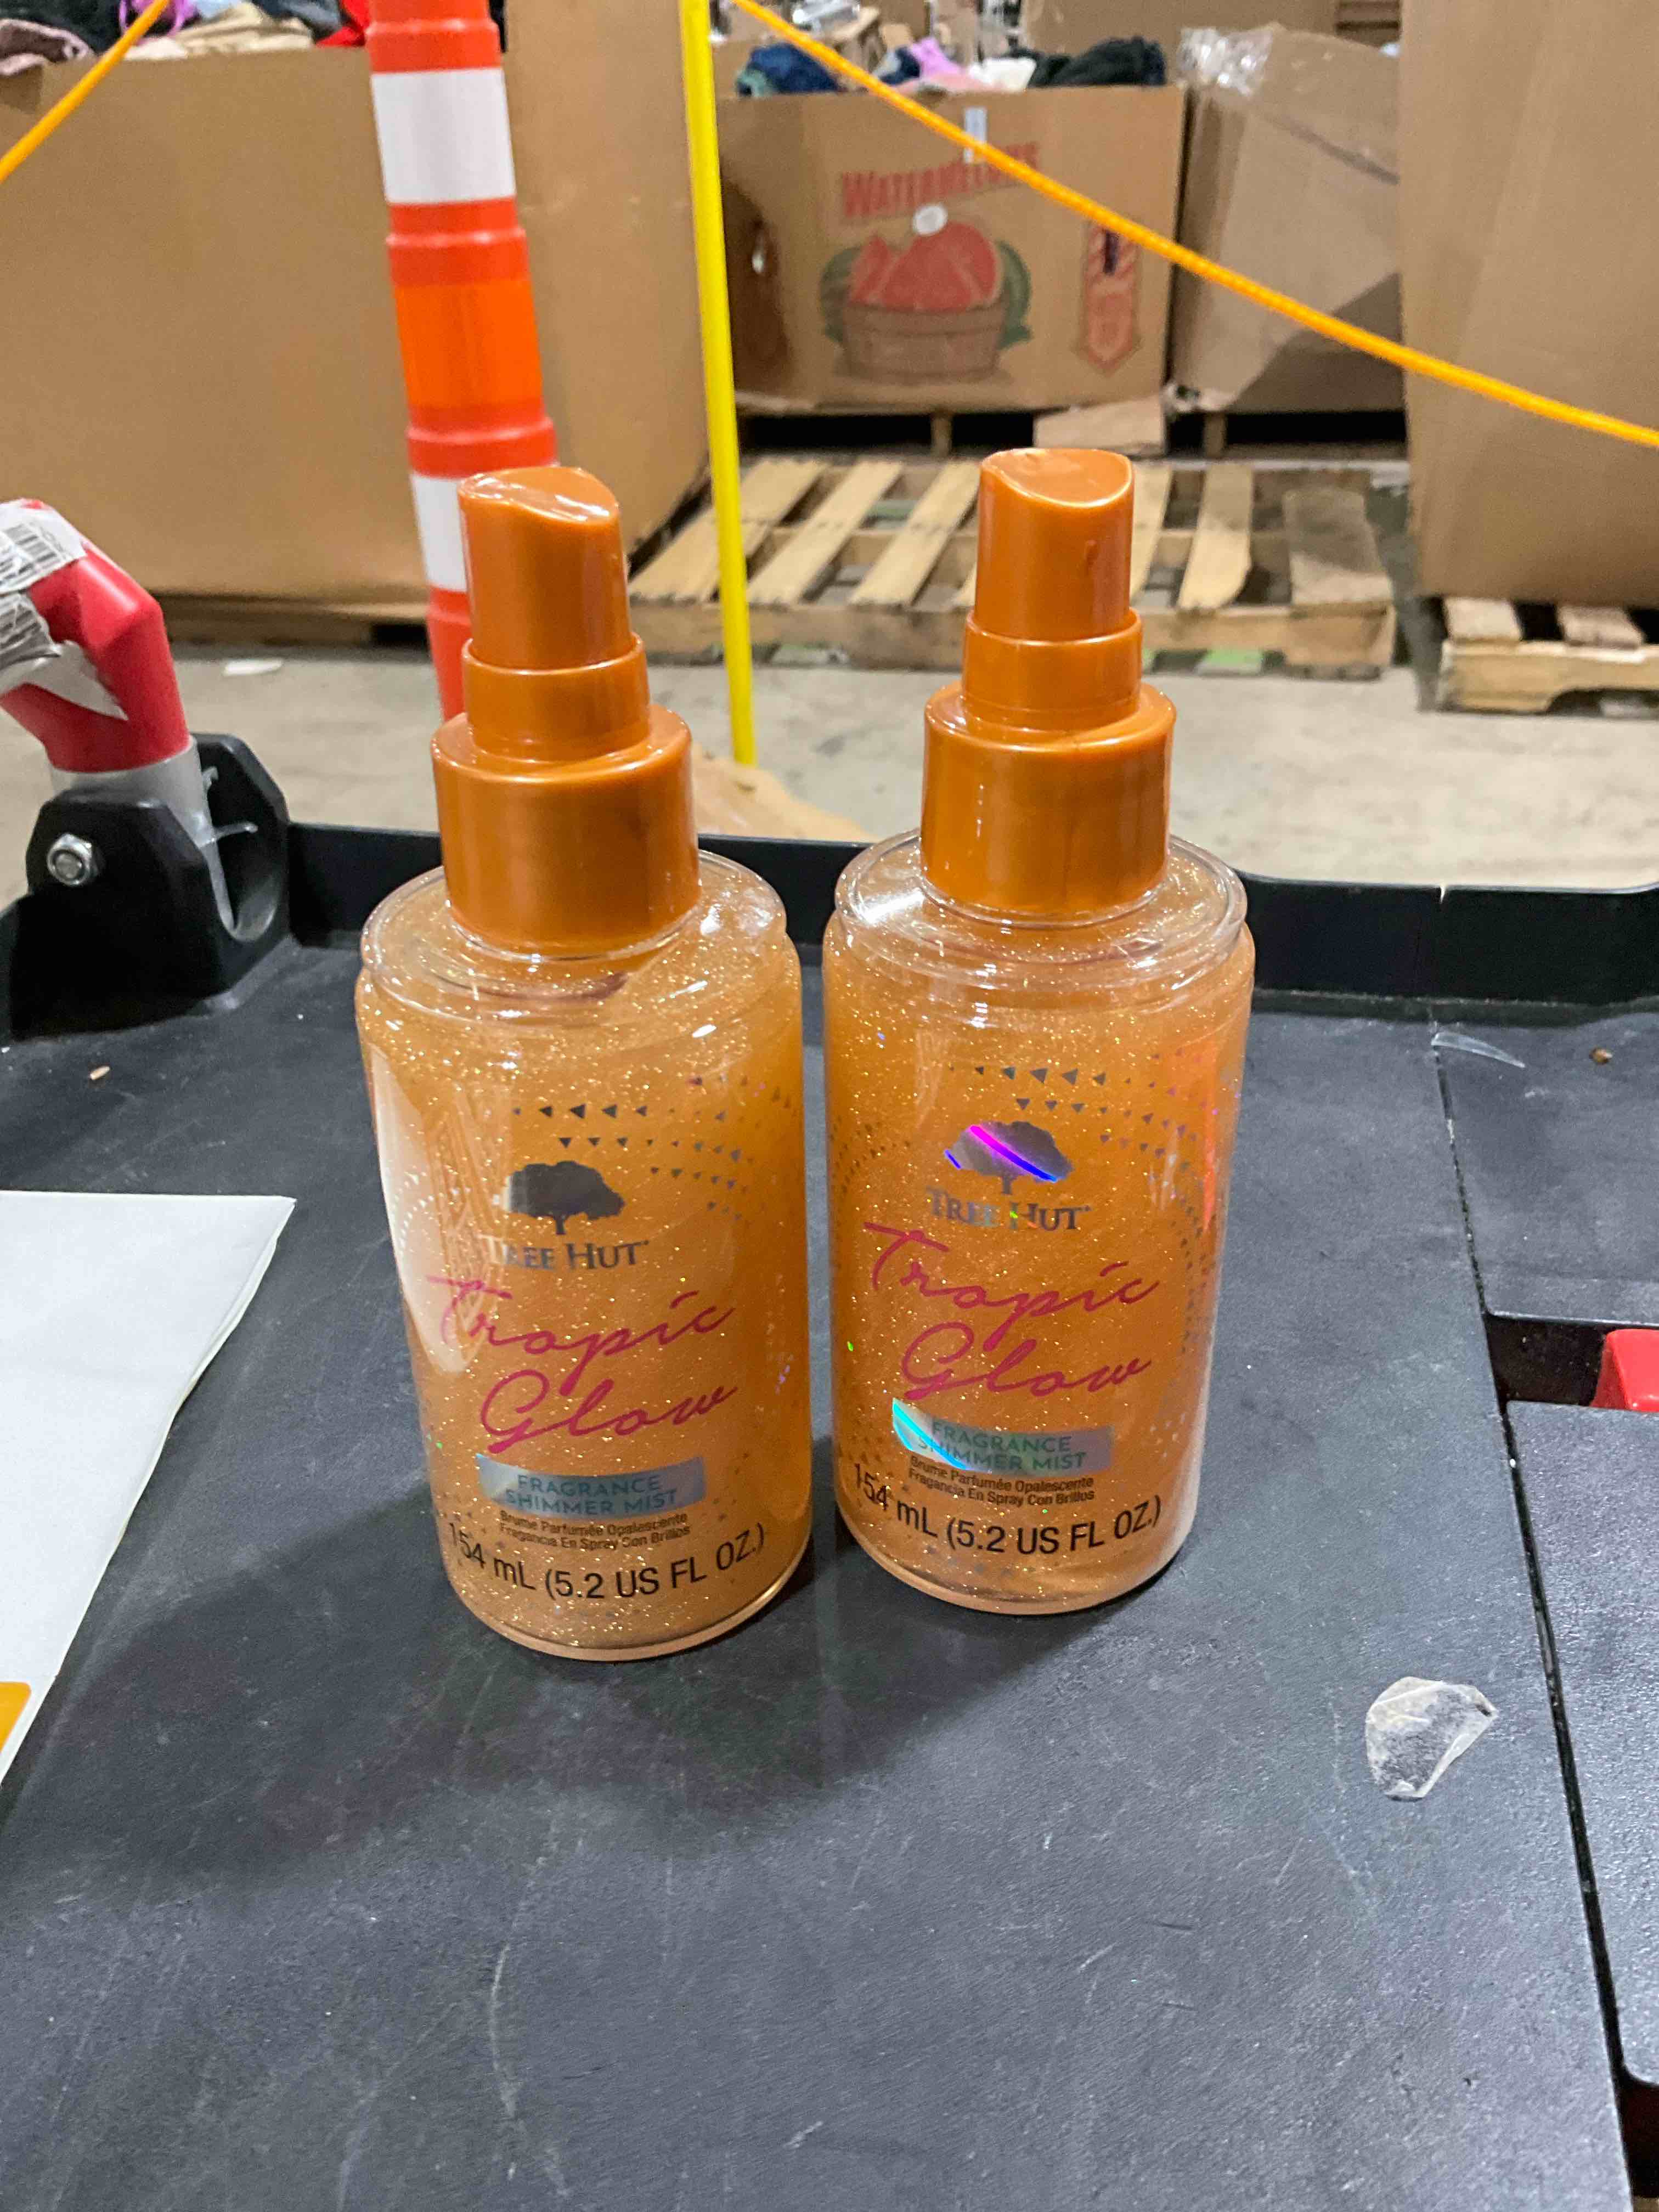 WATERMELONS
TREE HUT
Tropic
Glow
FRAGRANCE
SHIMMER MIST
Brume Parfumée Opalescente
Fragancia En Spray Con Brillos
154 mL (5.2 US FL OZ.)
TREE HUT
Tropic
Glow
FRAGRANCE
SHIMMER MIST
Brume Parfumée Opalescente
Fragancia En Spray Con Brillos
154 mL (5.2 US FL OZ.)